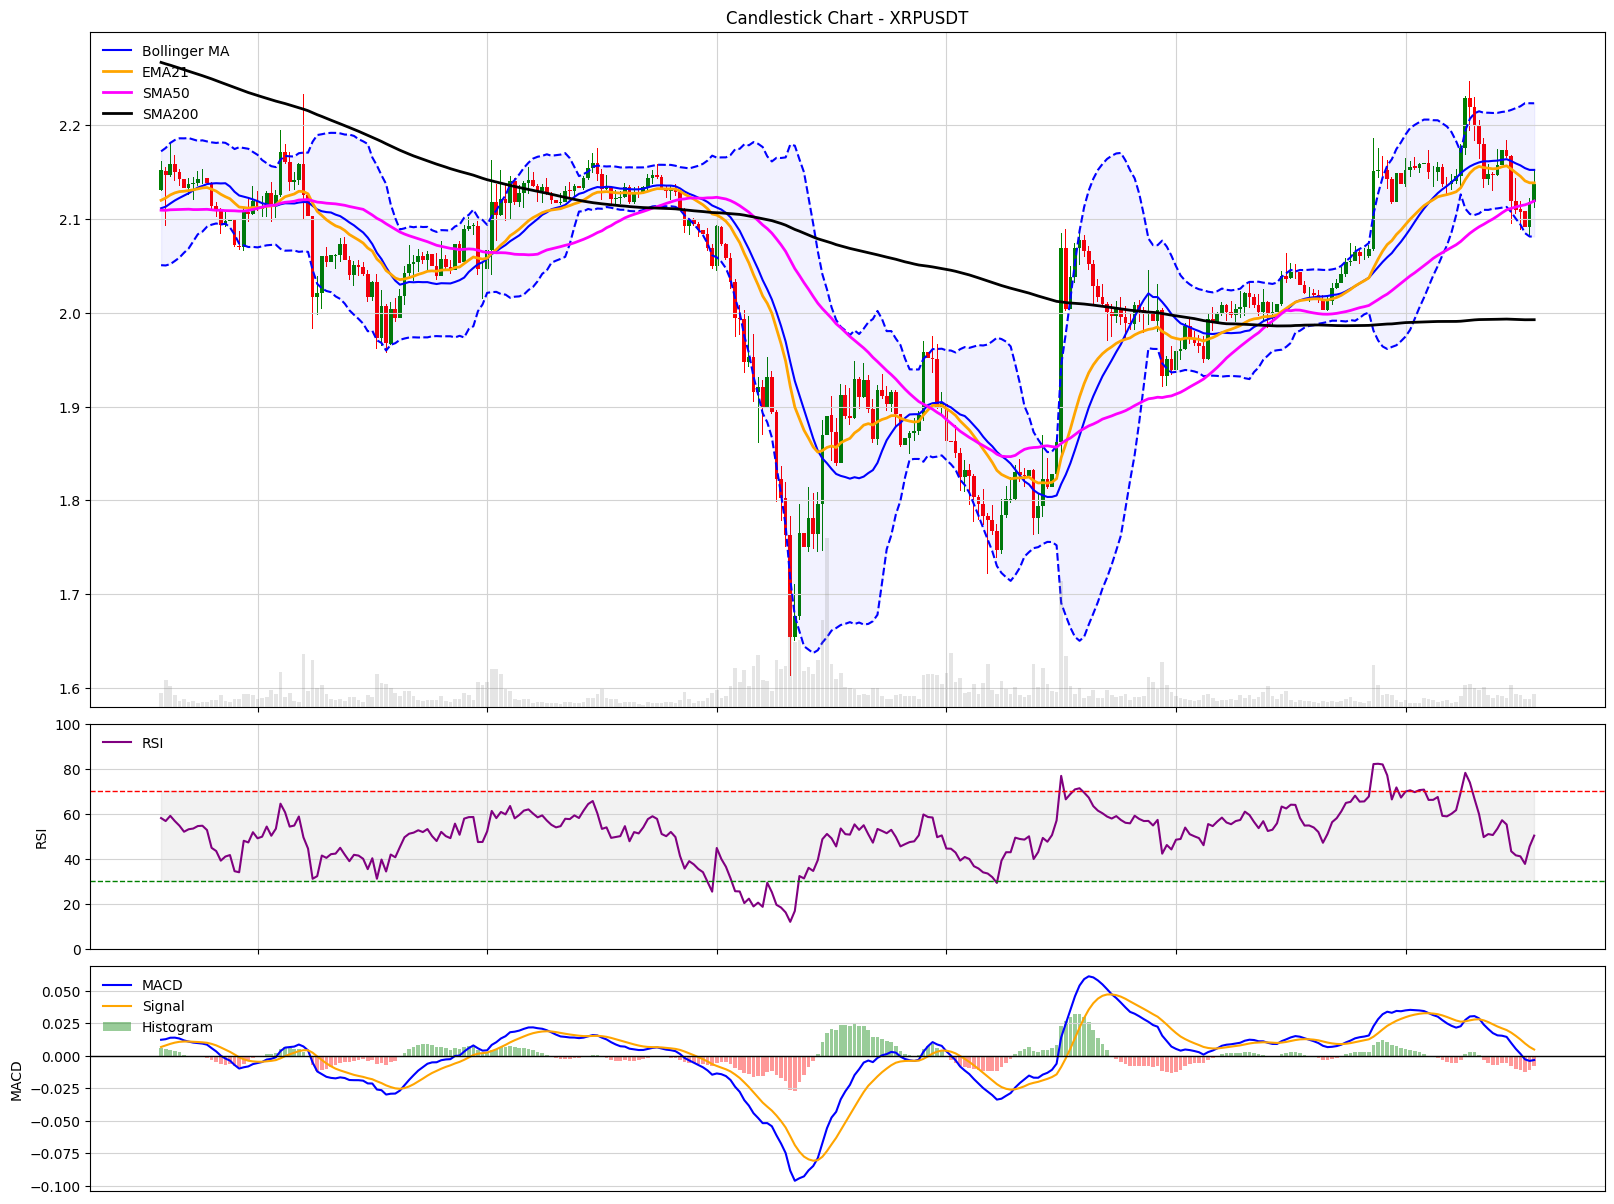 Candlestick Chart - XRPUSDT
Bollinger MA
EMA21
SMA50
SMA200
2.2
2.1
2.0
1.9
1.8
1.7
1.6
100
80
60
40
20
0
RSI
RSI
MACD
Signal
Histogram
0.050
0.025
0.000
−0.025
−0.050
−0.075
−0.100
MACD